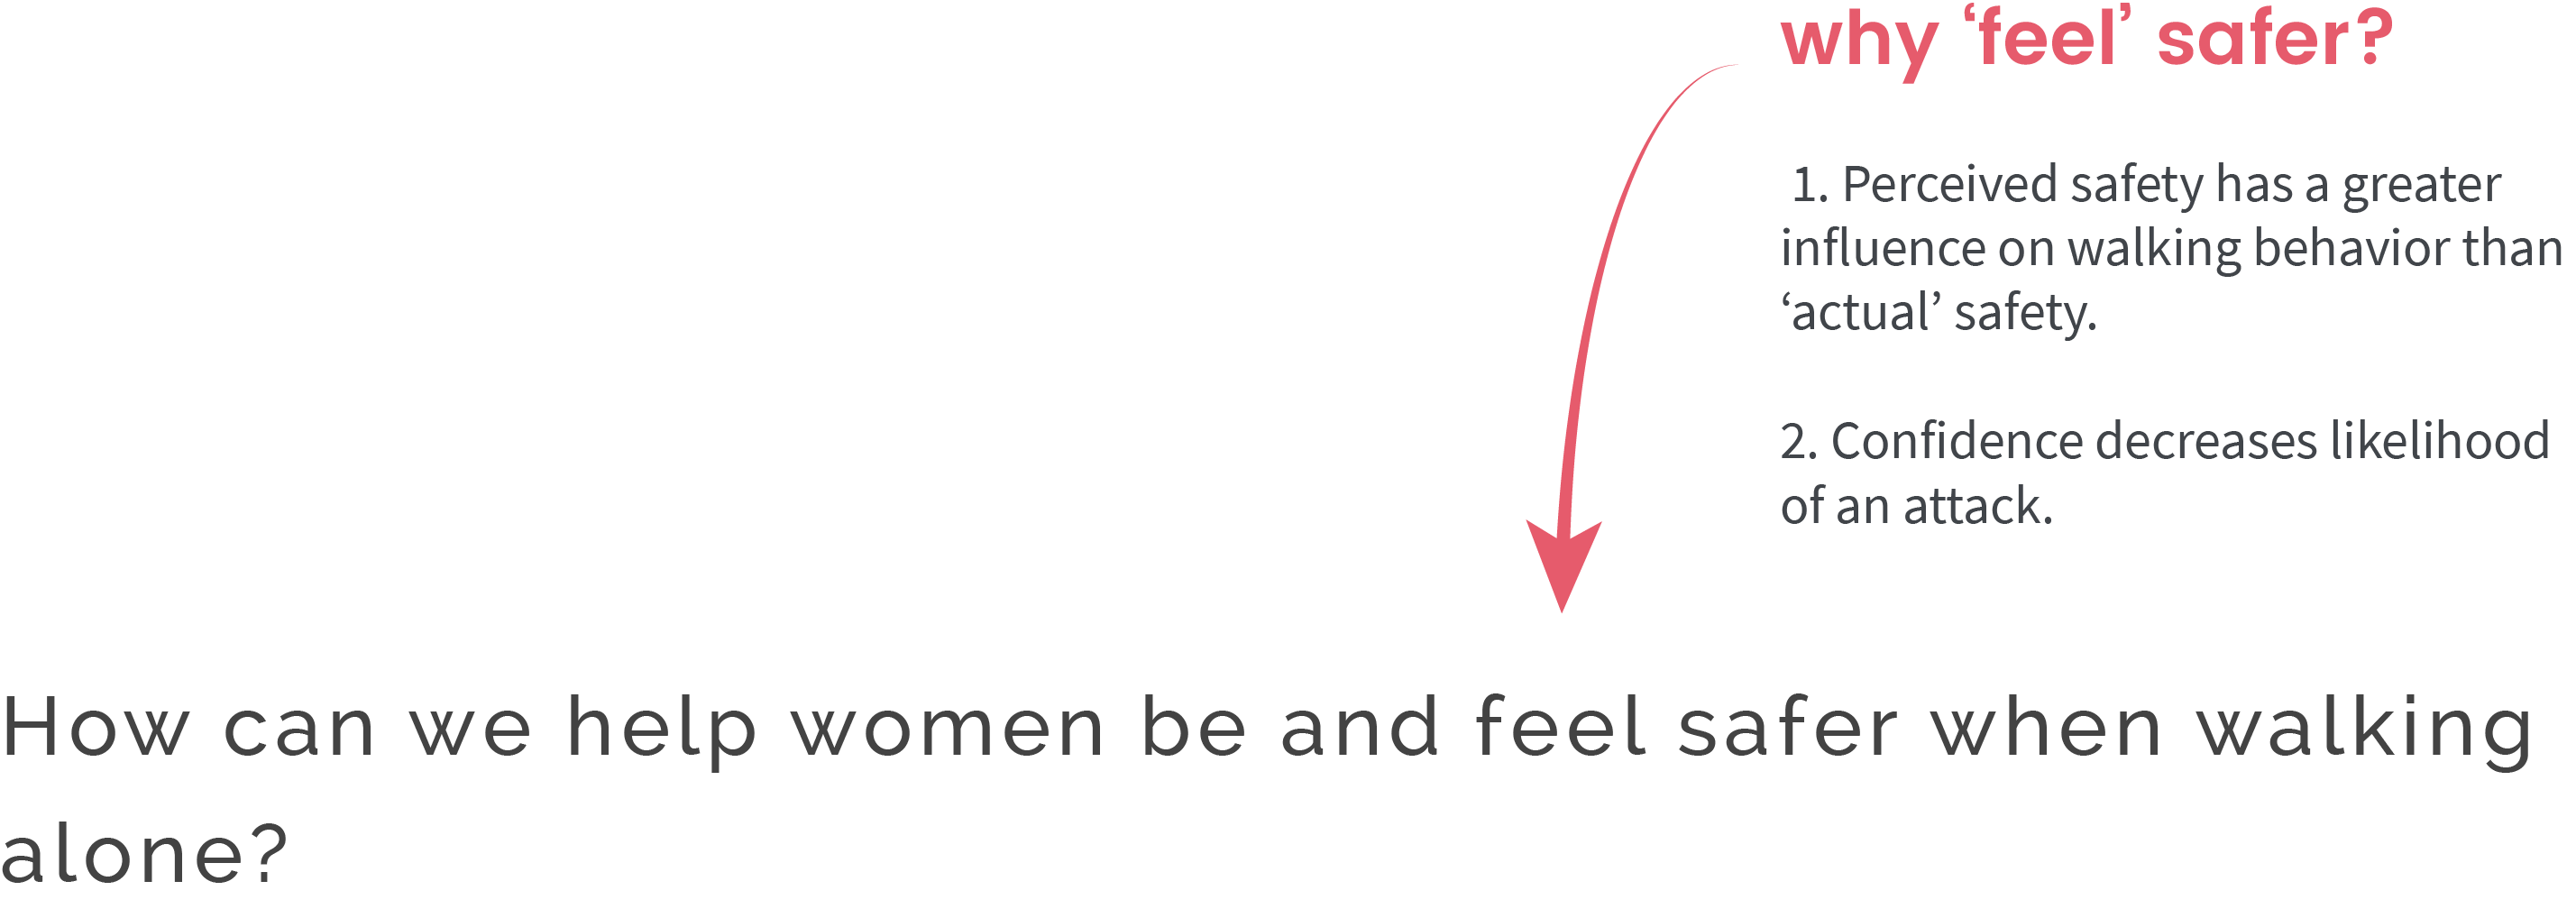 why ‘feel’ safer?
1. Perceived safety has a greater
influence on walking behavior than
‘actual’ safety.
2. Confidence decreases likelihood
of an attack.
How can we help women be and feel safer when walking
alone?